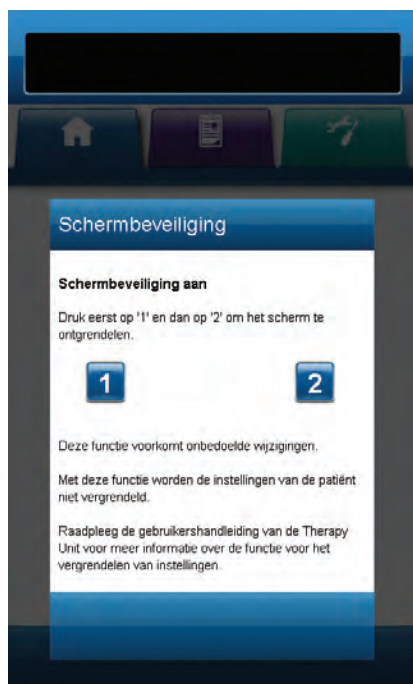 Schermbeveiliging
Schermbeveiliging aan
Druk eerst op '1' en dan op '2' om het scherm te
ontgrendelen.
1 2
Deze functie voorkomt onbedoelde wijzigingen.
Met deze functie worden de instellingen van de patiënt
niet vergrendeld.
Raadpleeg de gebruikershandleiding van de Therapy
Unit voor meer informatie over de functie voor het
vergrendelen van instellingen.